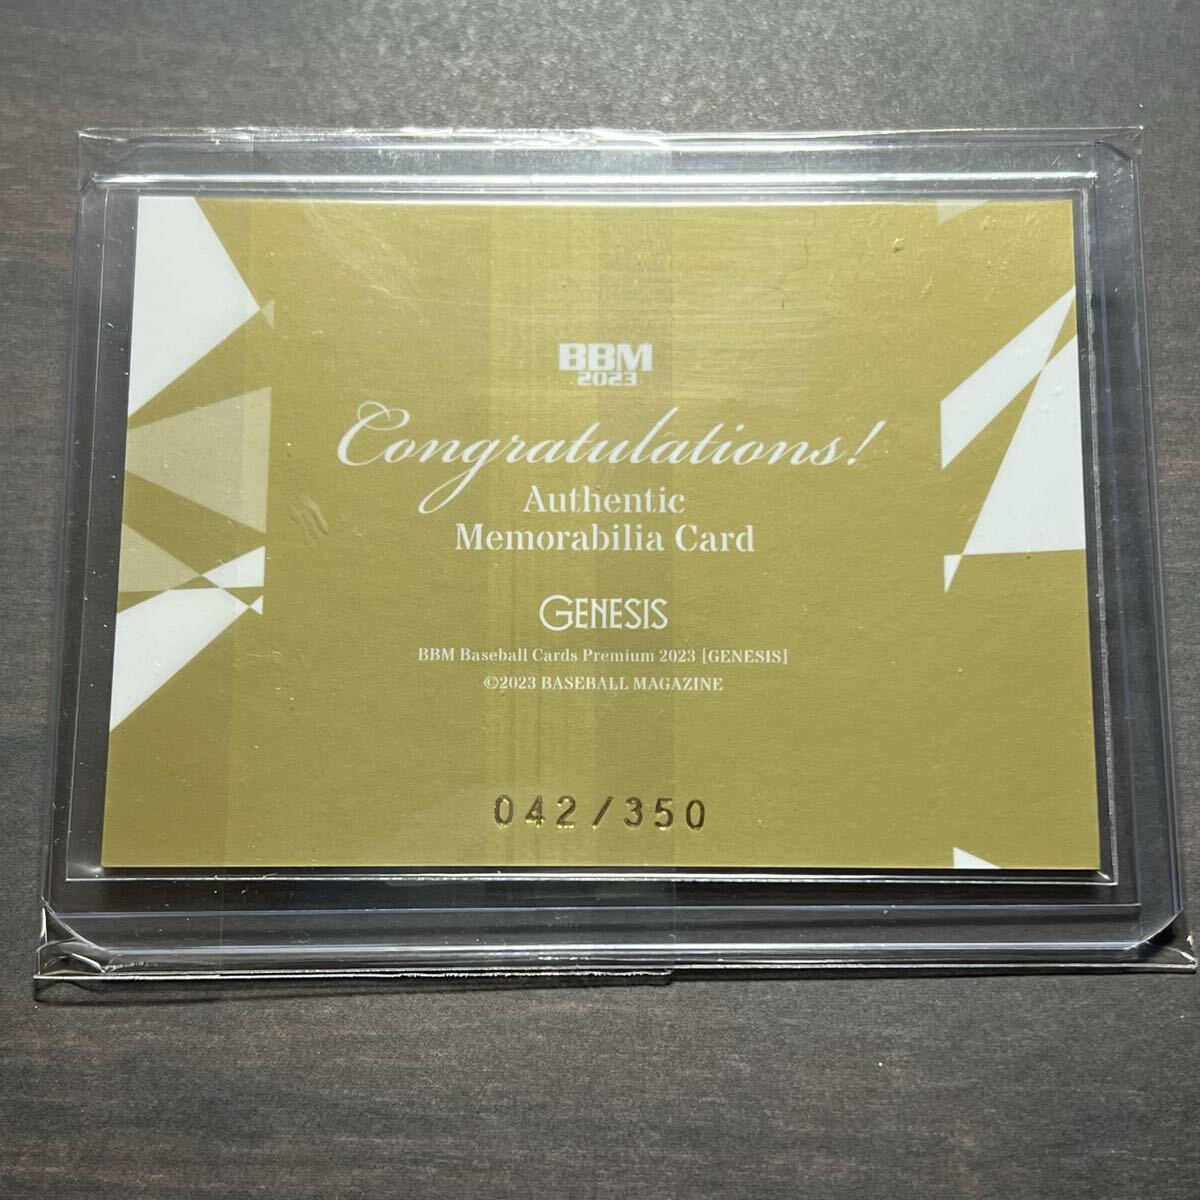 BBM
2023
Congratulations!
Authentic
Memorabilia Card
GENESIS
BBM Baseball Cards Premium 2023 [GENESIS]
©2023 BASEBALL MAGAZINE
042/350